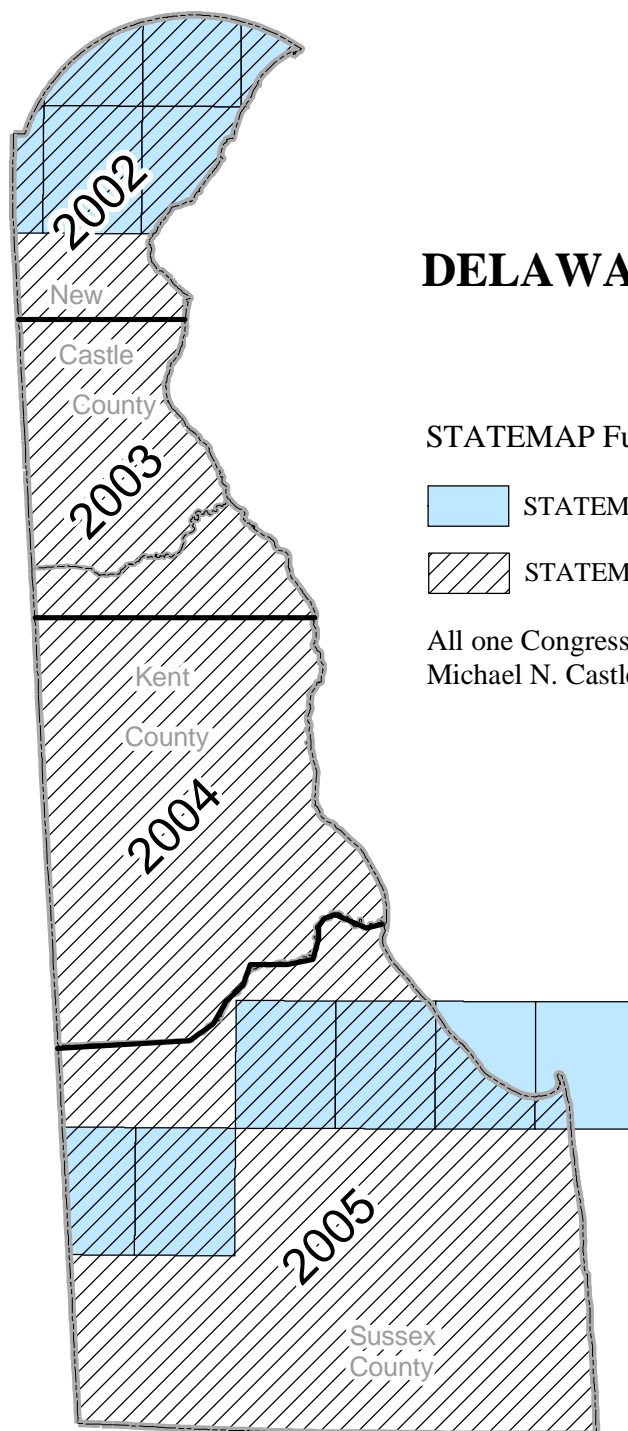 2002
DELAWA
New
Castle
County
STATEMAP Fu
2003
STATEM
STATEM
All one Congress
Michael N. Castl
Kent
County
2004
2005
Sussex
County